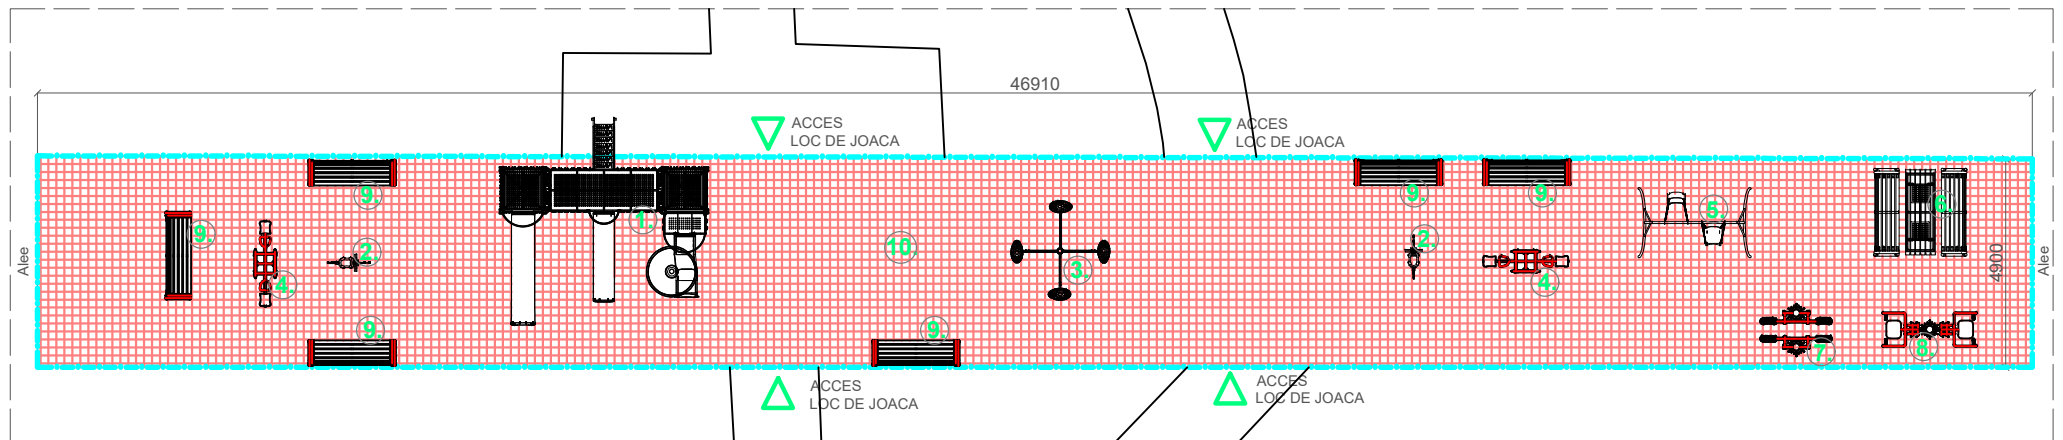 46910
ACCES
LOC DE JOACA
ACCES
LOC DE JOACA
9.
9.
9.
9.
1.
5.
6.
2.
4.
10.
3.
2.
4.
Alee
4900
Alee
9.
9.
7.
8.
ACCES
LOC DE JOACA
ACCES
LOC DE JOACA